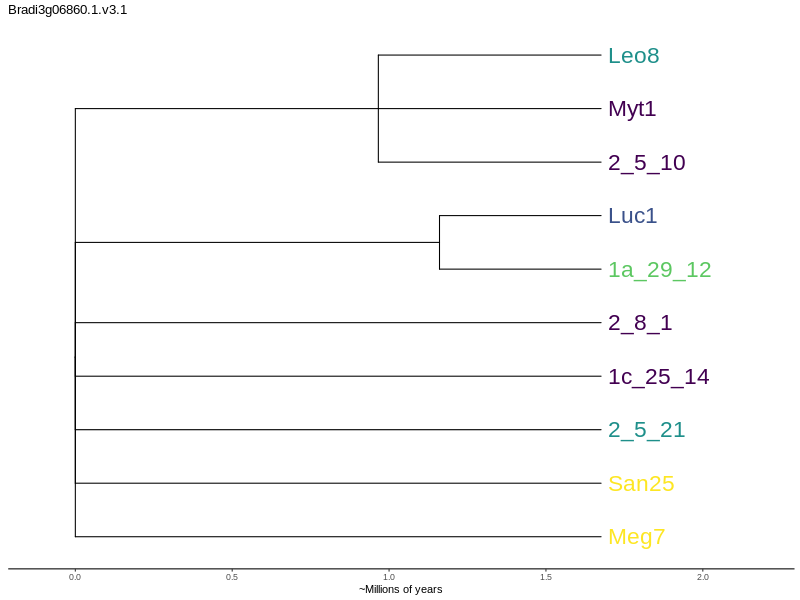 Bradi3g06860.1.v3.1
Leo8
Myt1
2_5_10
Luc1
1a_29_12
2_8_1
1c_25_14
2_5_21
San25
Meg7
0.0 0.5 1.0 1.5 2.0
~Millions of years